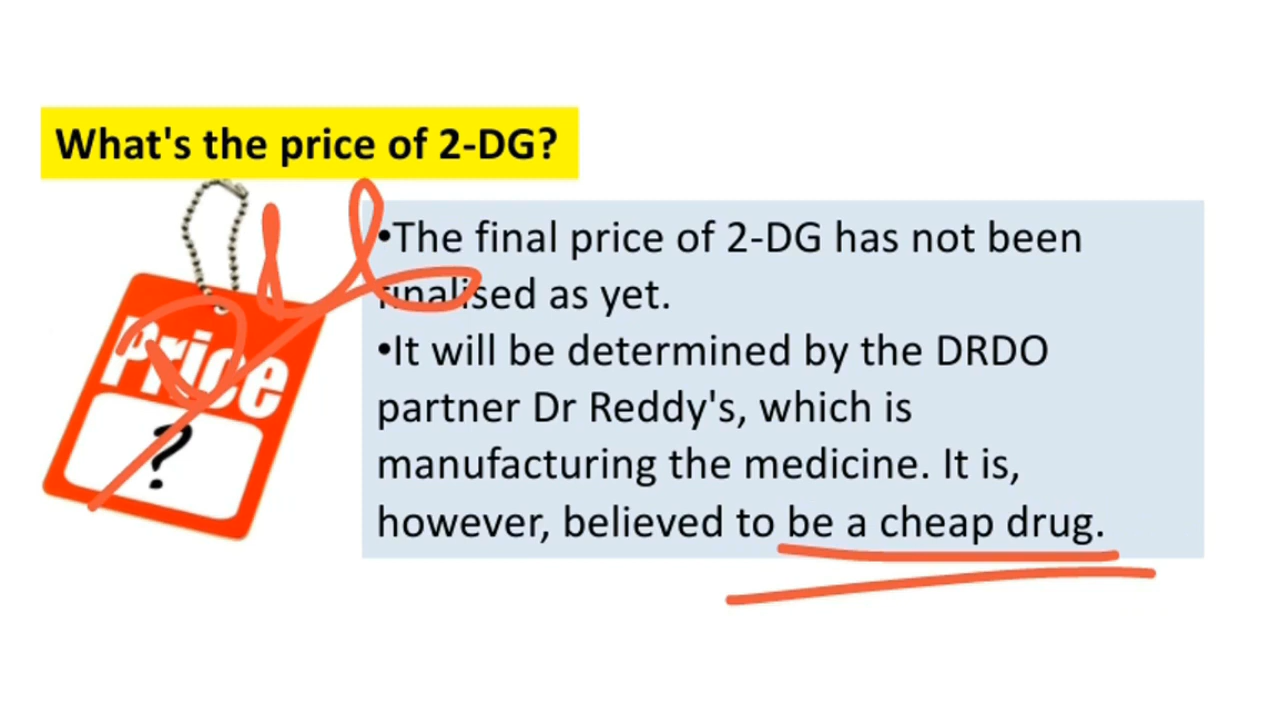 What's the price of 2-DG?
Price
?
•The final price of 2-DG has not been
finalised as yet.
•It will be determined by the DRDO
partner Dr Reddy's, which is
manufacturing the medicine. It is,
however, believed to be a cheap drug.